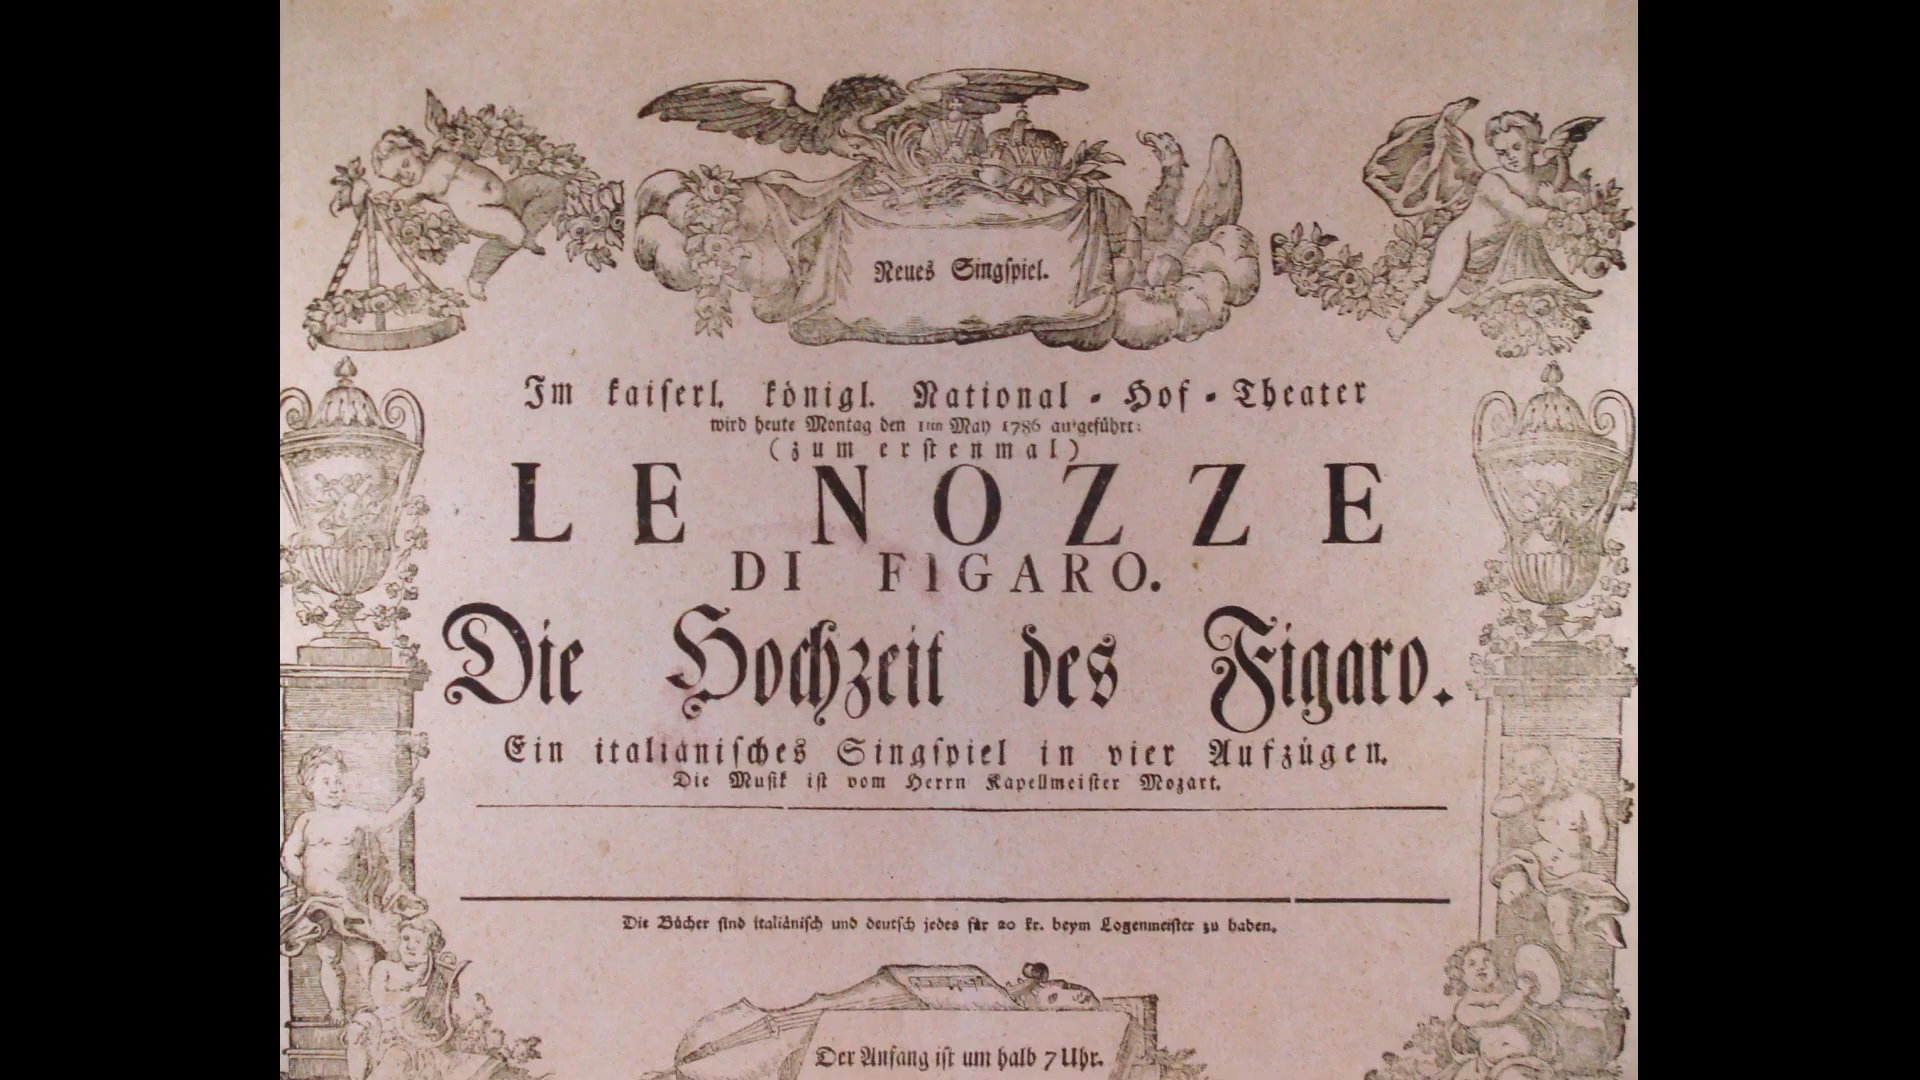 Neues Singspiel.
Im kaiserl. königl. National-Hof-Theater
wird heute Montag den 1ten May 1786 aufgeführt:
(zum erstenmal)
LE NOZZE
DI FIGARO.
Die Hochzeit des Figaro.
Ein italiänisches Singspiel in vier Aufzügen.
Die Musik ist vom Herrn Kapellmeister Mozart.
Die Bücher sind italiänisch und deutsch jedes für 20 kr. beym Logenmeister zu haben.
Der Anfang ist um halb 7 Uhr.